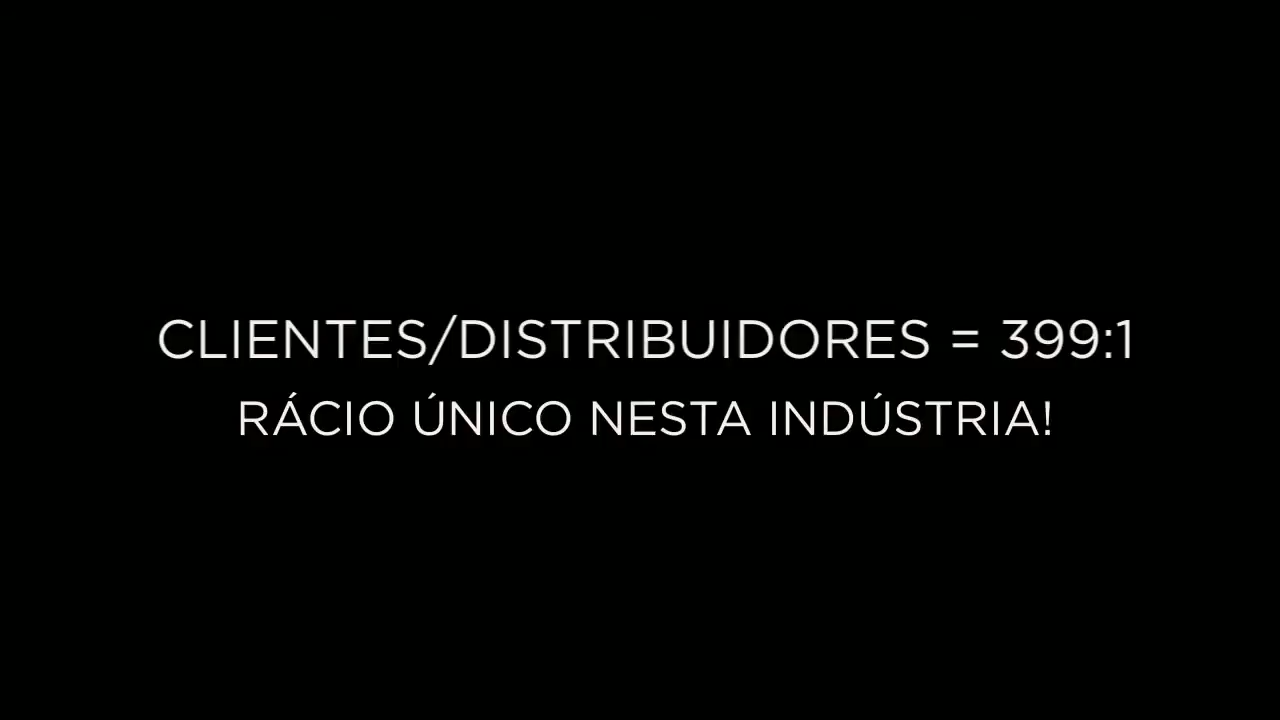 CLIENTES/DISTRIBUIDORES = 399:1
RÁCIO ÚNICO NESTA INDÚSTRIA!